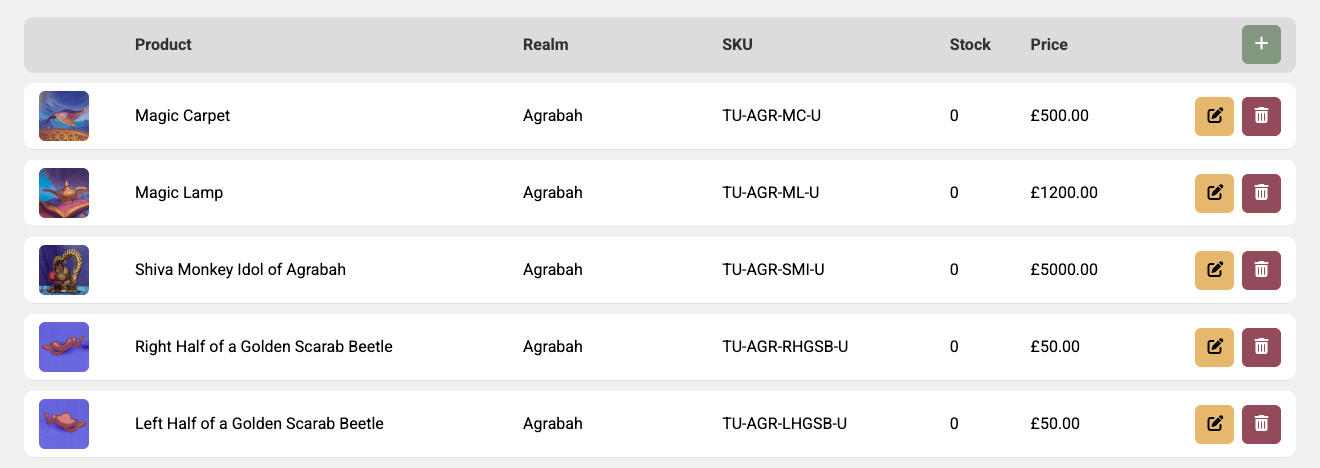 Product Realm SKU Stock Price +
Magic Carpet Agrabah TU-AGR-MC-U 0 £500.00
Magic Lamp Agrabah TU-AGR-ML-U 0 £1200.00
Shiva Monkey Idol of Agrabah Agrabah TU-AGR-SMI-U 0 £5000.00
Right Half of a Golden Scarab Beetle Agrabah TU-AGR-RHGSB-U 0 £50.00
Left Half of a Golden Scarab Beetle Agrabah TU-AGR-LHGSB-U 0 £50.00